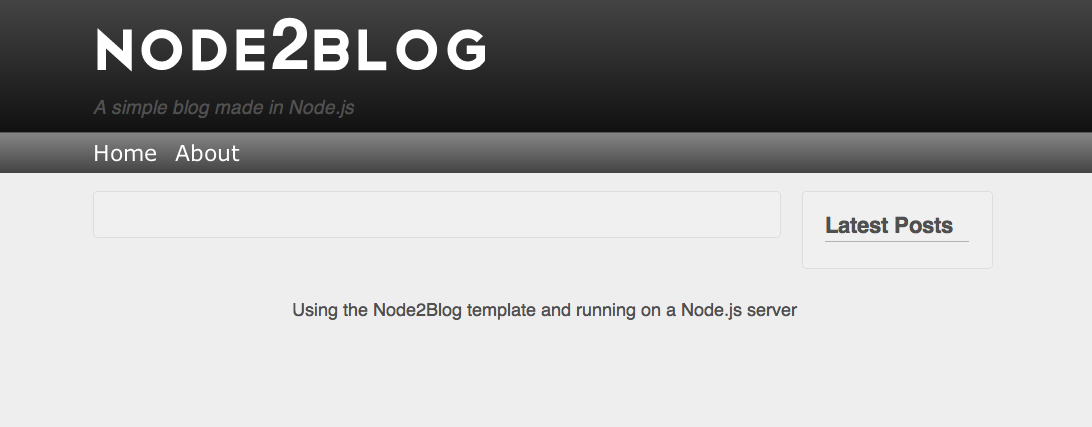 NODE2BLOG
A simple blog made in Node.js
Home About
Latest Posts
Using the Node2Blog template and running on a Node.js server